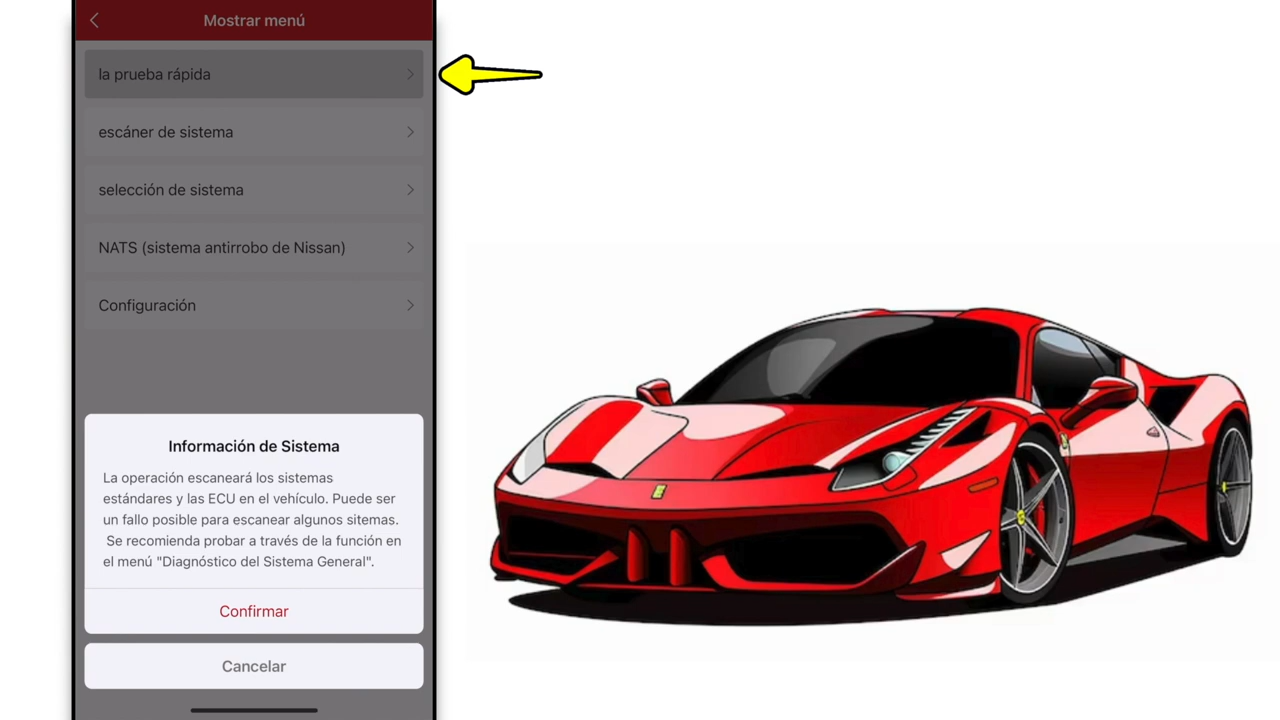 Mostrar menú
la prueba rápida
escáner de sistema
selección de sistema
NATS (sistema antirrobo de Nissan)
Configuración
Información de Sistema
La operación escaneará los sistemas
estándares y las ECU en el vehículo. Puede ser
un fallo posible para escanear algunos sitemas.
Se recomienda probar a través de la función en
el menú "Diagnóstico del Sistema General".
Confirmar
Cancelar